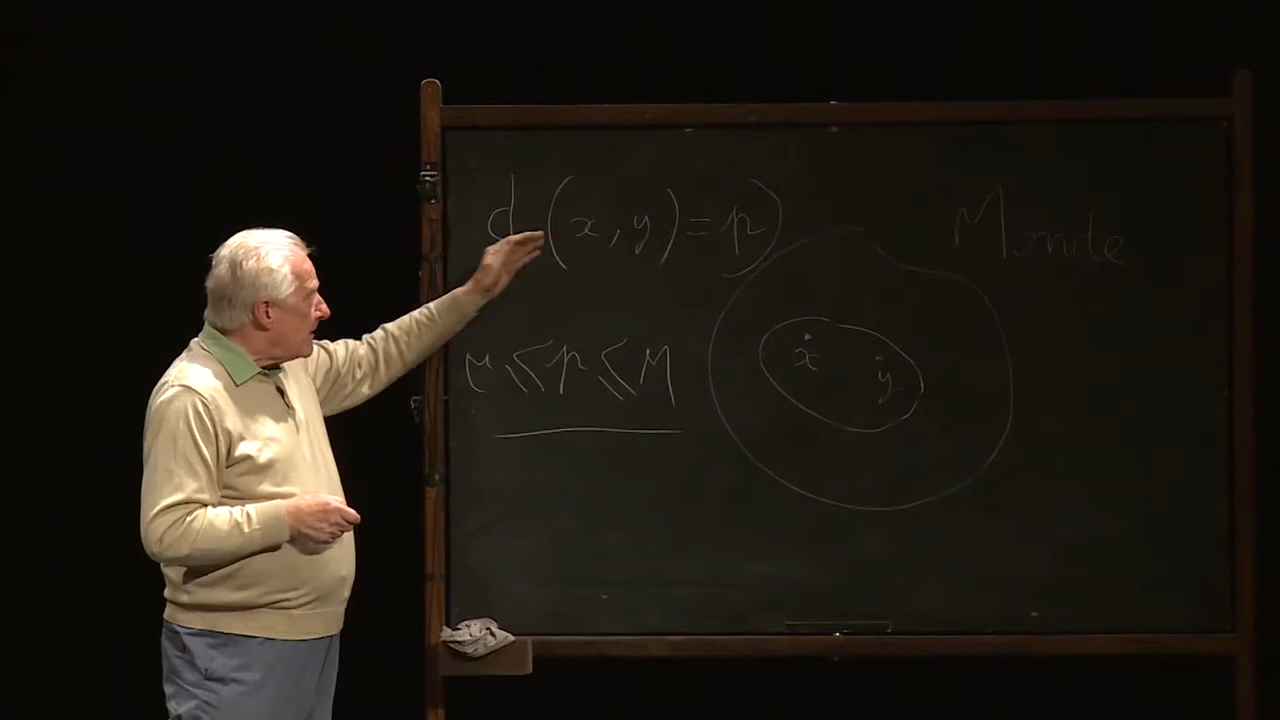 d(x, y) = p)
Monde
μ ≤ p ≤ M
x
y